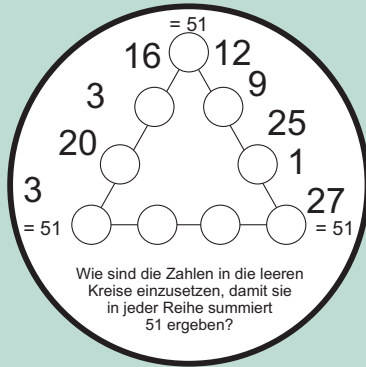 = 51
16 12
3 9
20 25
1
3 27
= 51 = 51
Wie sind die Zahlen in die leeren
Kreise einzusetzen, damit sie
in jeder Reihe summiert
51 ergeben?